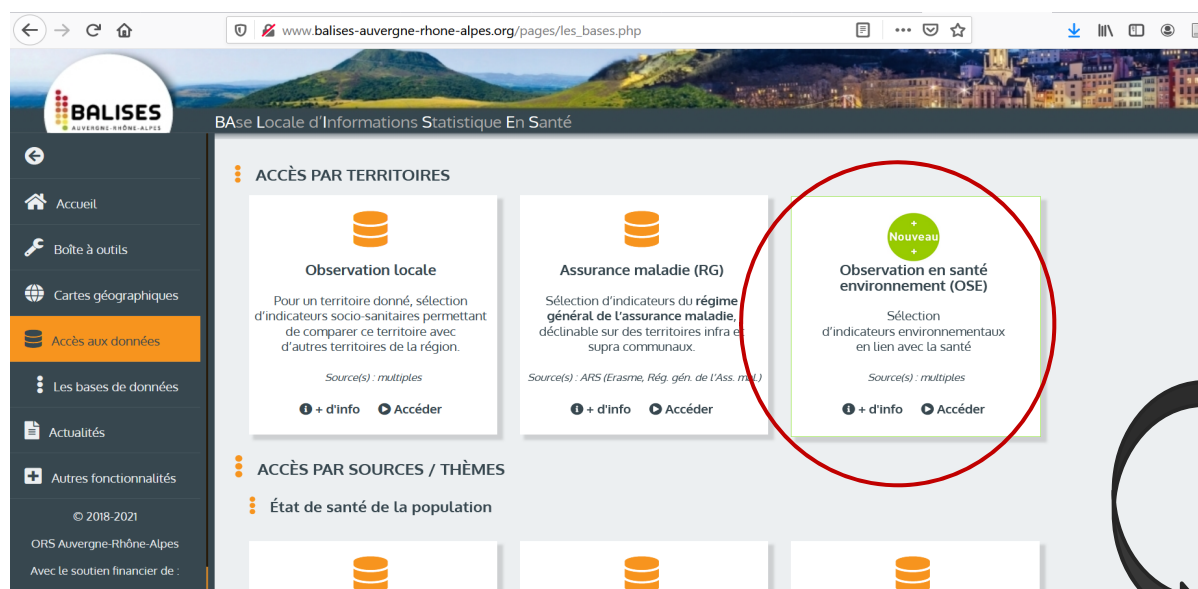 www.balises-auvergne-rhone-alpes.org/pages/les_bases.php
BALISES
AUVERGNE-RHÔNE-ALPES
BAse Locale d'Informations Statistique En Santé
Accueil
Boîte à outils
Cartes géographiques
Accès aux données
Les bases de données
Actualités
Autres fonctionnalités
© 2018-2021
ORS Auvergne-Rhône-Alpes
Avec le soutien financier de :
ACCÈS PAR TERRITOIRES
Observation locale
Pour un territoire donné, sélection
d'indicateurs socio-sanitaires permettant
de comparer ce territoire avec
d'autres territoires de la région.
Source(s) : multiples
+ d'info Accéder
Assurance maladie (RG)
Sélection d'indicateurs du régime
général de l'assurance maladie,
déclinable sur des territoires infra et
supra communaux.
Source(s) : ARS (Erasme, Rég. gén. de l'Ass. mal.)
+ d'info Accéder
+
Nouveau
+
Observation en santé
environnement (OSE)
Sélection
d'indicateurs environnementaux
en lien avec la santé
Source(s) : multiples
+ d'info Accéder
ACCÈS PAR SOURCES / THÈMES
État de santé de la population